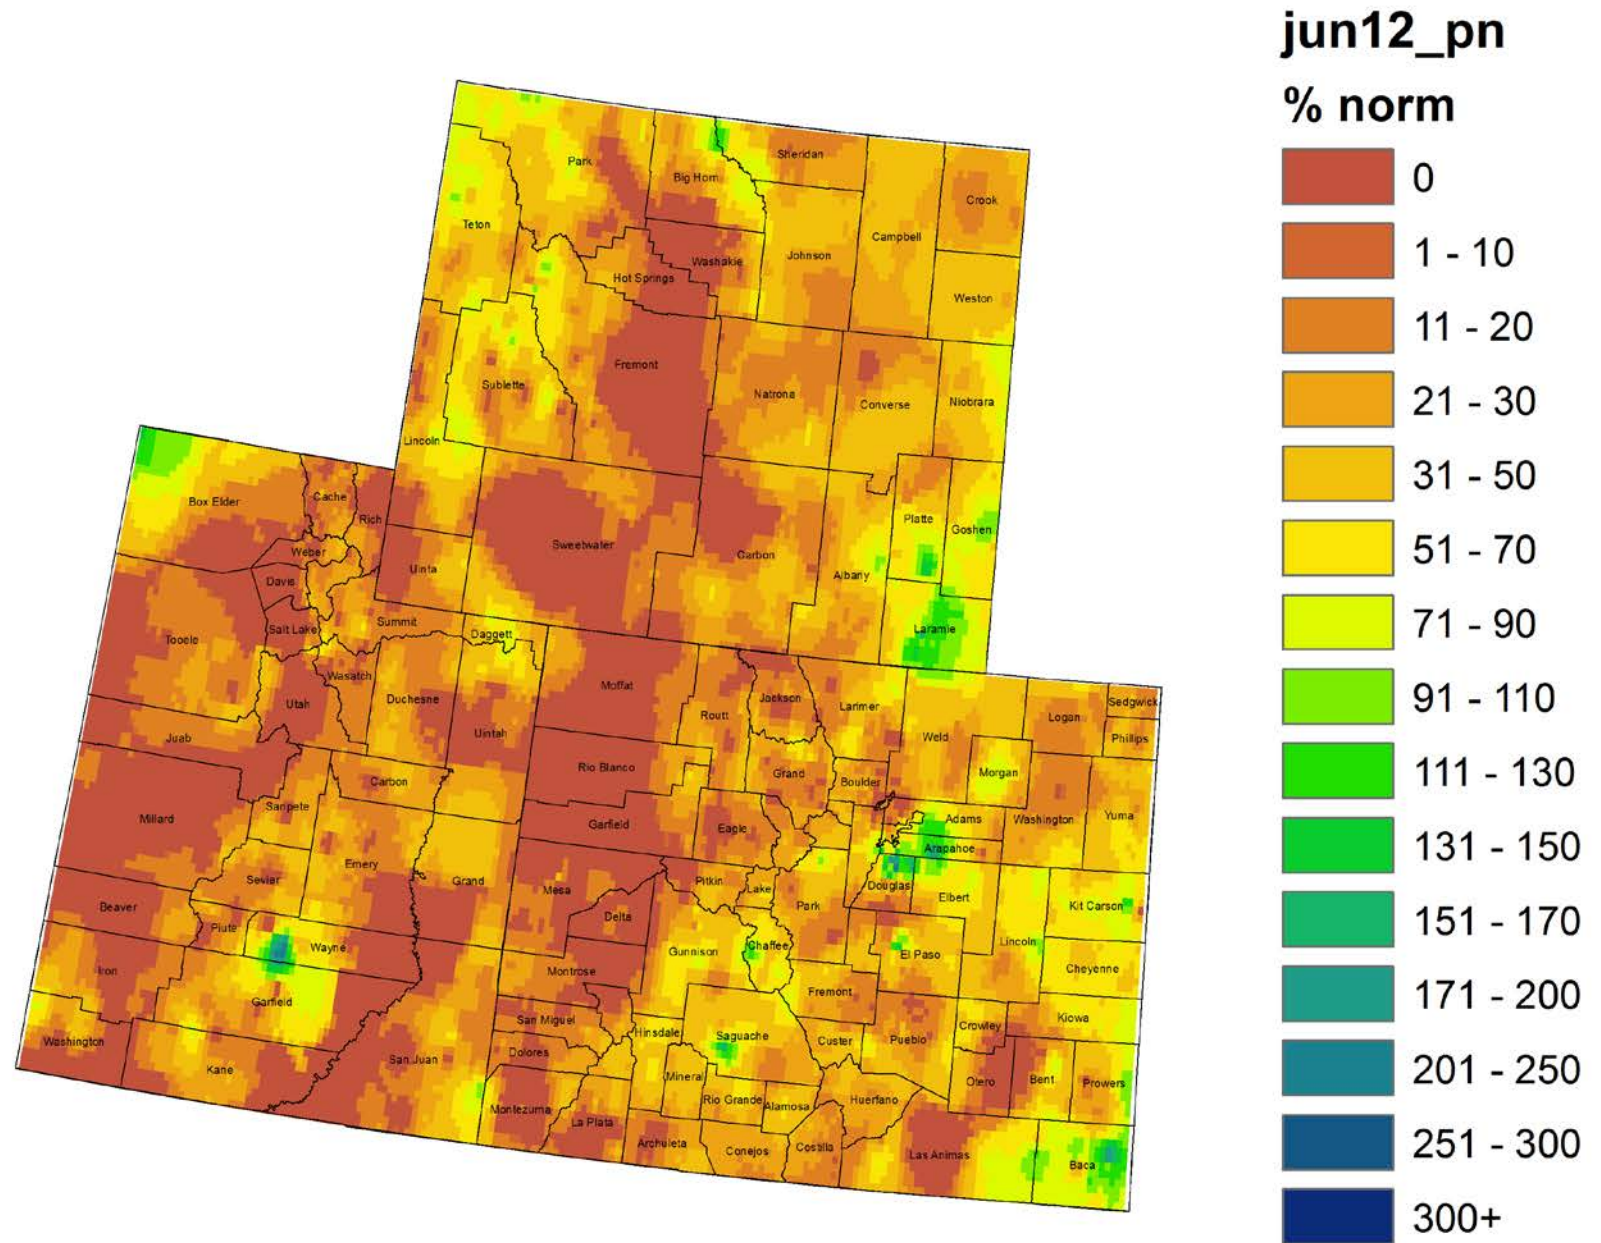 jun12_pn
% norm
0
1 - 10
11 - 20
21 - 30
31 - 50
51 - 70
71 - 90
91 - 110
111 - 130
131 - 150
151 - 170
171 - 200
201 - 250
251 - 300
300+
Park
Sheridan
Big Horn
Crook
Teton
Campbell
Johnson
Washakie
Hot Springs
Weston
Fremont
Sublette
Natrona
Converse
Niobrara
Lincoln
Platte
Goshen
Sweetwater
Carbon
Uinta
Albany
Laramie
Box Elder
Cache
Rich
Weber
Davis
Salt Lake
Summit
Daggett
Tooele
Wasatch
Utah
Duchesne
Uintah
Juab
Carbon
Sanpete
Millard
Emery
Grand
Sevier
Beaver
Piute
Wayne
Iron
Garfield
Washington
Kane
San Juan
Moffat
Routt
Jackson
Larimer
Weld
Logan
Sedgwick
Phillips
Rio Blanco
Grand
Boulder
Morgan
Garfield
Eagle
Adams
Washington
Yuma
Arapahoe
Mesa
Pitkin
Lake
Park
Douglas
Elbert
Kit Carson
Delta
Gunnison
Chaffee
El Paso
Lincoln
Cheyenne
Montrose
Fremont
Kiowa
San Miguel
Hinsdale
Saguache
Custer
Pueblo
Crowley
Dolores
Mineral
Otero
Bent
Prowers
Montezuma
La Plata
Rio Grande
Alamosa
Huerfano
Archuleta
Conejos
Costilla
Las Animas
Baca